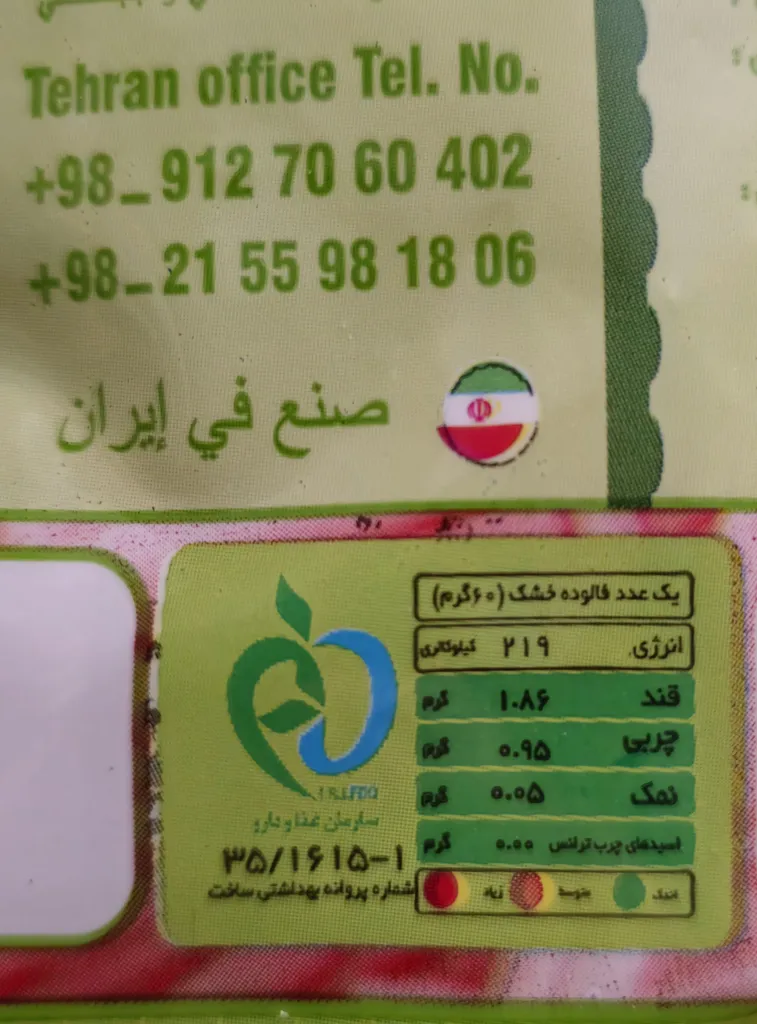 Tehran office Tel. No.
+98_912 70 60 402
+98_21 55 98 18 06
صنع في إيران
یک عدد فالوده خشک (۶۰گرم)
انرژی ۲۱۹ کیلوکالری
قند ۱.۸۶ گرم
چربی ۰.۹۵ گرم
نمک ۰.۰۵ گرم
اسیدهای چرب ترانس ۰.۰۰ گرم
اندک متوسط زیاد
I.R.I.FDO
سازمان غذا و دارو
۳۵/۱۶۱۵-۱
شماره پروانه بهداشتی ساخت